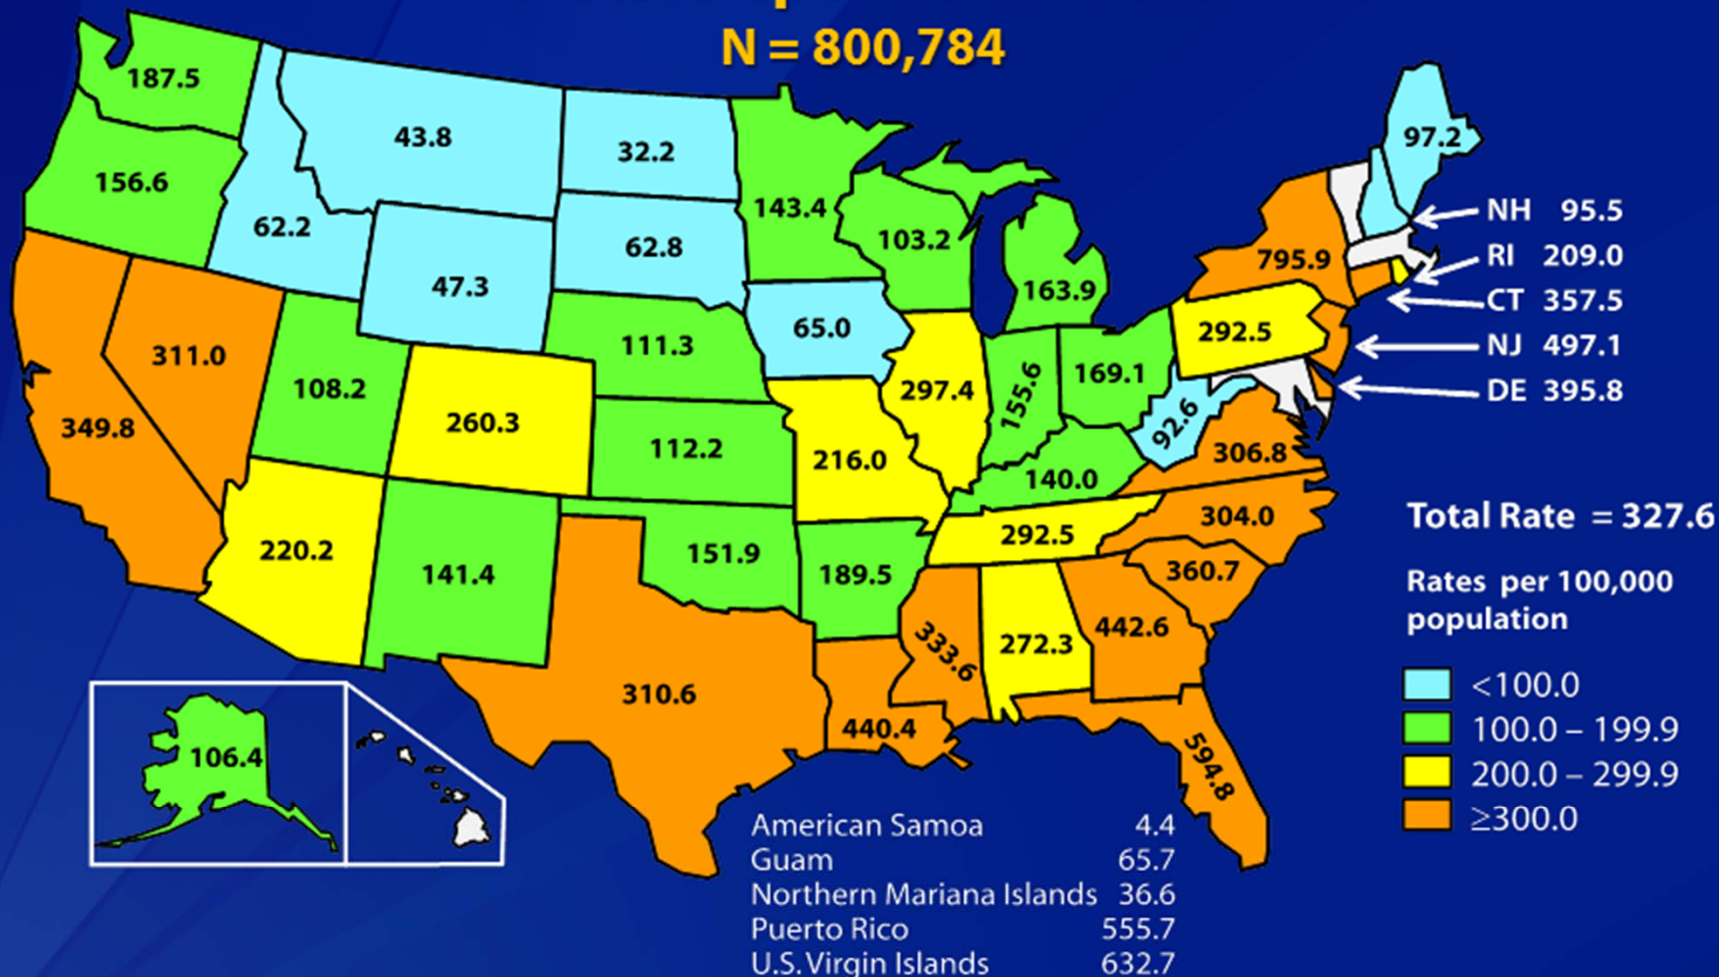 N = 800,784
187.5
43.8
32.2
97.2
156.6
143.4
62.2
62.8
103.2
NH 95.5
795.9
RI 209.0
47.3
163.9
CT 357.5
65.0
292.5
111.3
NJ 497.1
311.0
108.2
297.4
155.6
169.1
DE 395.8
349.8
260.3
112.2
216.0
92.6
306.8
140.0
304.0
Total Rate = 327.6
220.2
141.4
151.9
189.5
292.5
360.7
Rates per 100,000
population
333.6
272.3
442.6
310.6
440.4
594.8
<100.0
100.0 – 199.9
200.0 – 299.9
≥300.0
106.4
American Samoa 4.4
Guam 65.7
Northern Mariana Islands 36.6
Puerto Rico 555.7
U.S. Virgin Islands 632.7